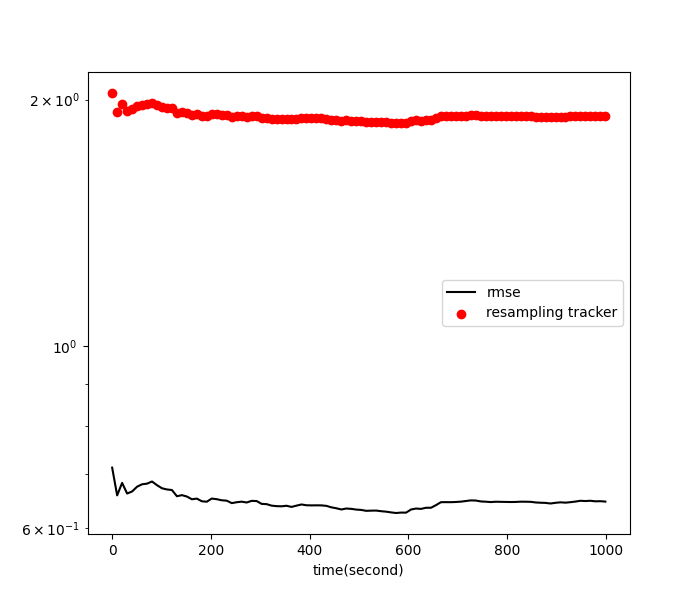 2 × 10⁰
10⁰
6 × 10⁻¹
rmse
resampling tracker
0 200 400 600 800 1000
time(second)